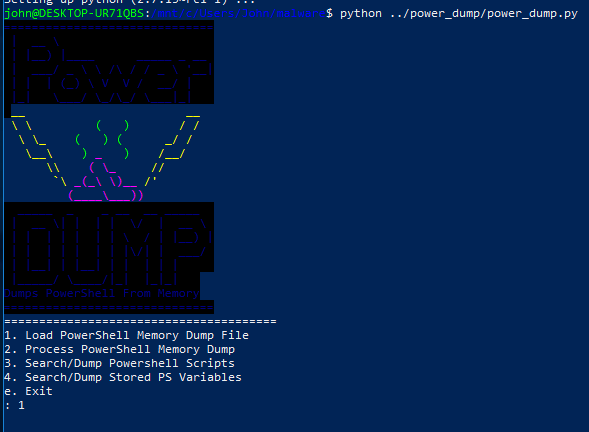 Setting up python (2.7.15~rc1-1) ...
john@DESKTOP-UR71QBS: $ python ../power_dump/power_dump.py
Power
DUMP
Dumps PowerShell From Memory
========================================
1. Load PowerShell Memory Dump File
2. Process PowerShell Memory Dump
3. Search/Dump Powershell Scripts
4. Search/Dump Stored PS Variables
e. Exit
: 1